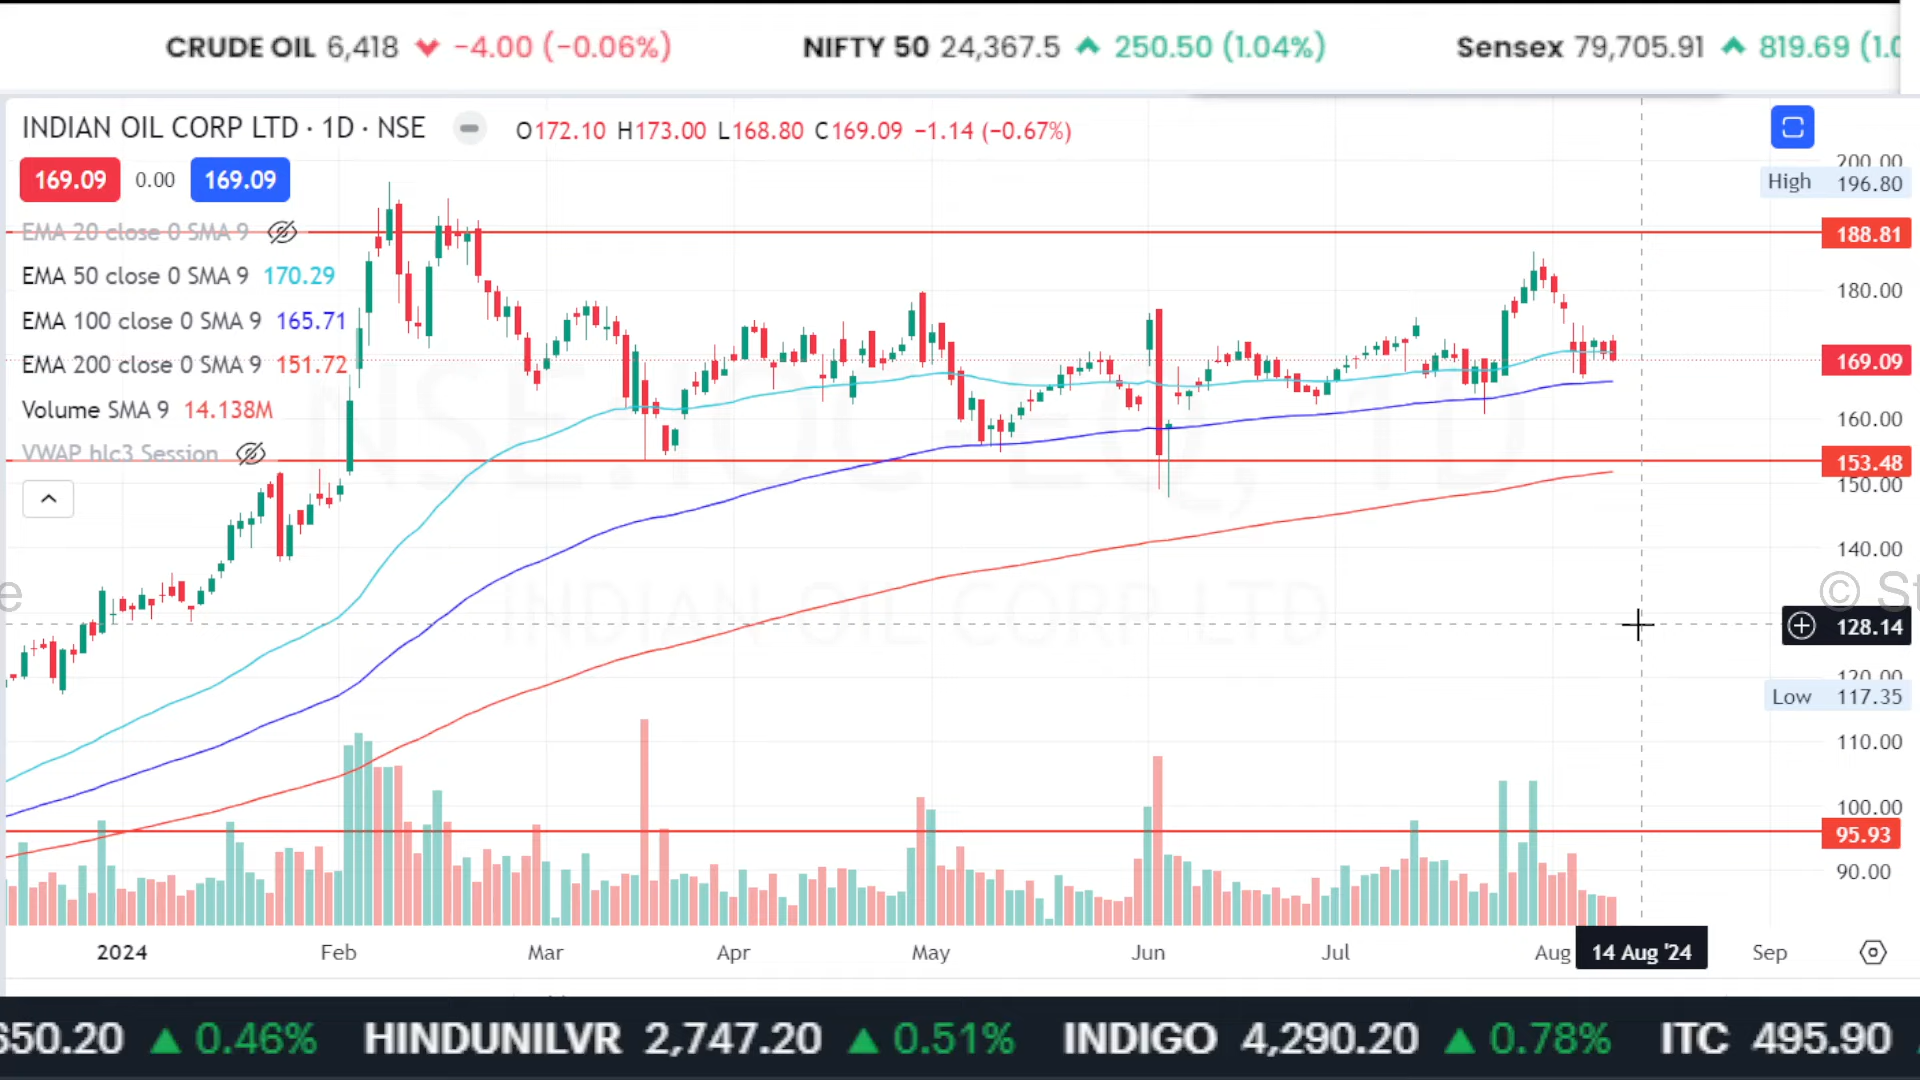 CRUDE OIL 6,418 −4.00 (−0.06%) NIFTY 50 24,367.5 250.50 (1.04%) Sensex 79,705.91 819.69
INDIAN OIL CORP LTD · 1D · NSE O172.10 H173.00 L168.80 C169.09 −1.14 (−0.67%)
169.09 0.00 169.09
EMA 20 close 0 SMA 9
EMA 50 close 0 SMA 9 170.29
EMA 100 close 0 SMA 9 165.71
EMA 200 close 0 SMA 9 151.72
Volume SMA 9 14.138M
VWAP hlc3 Session
200.00
High 196.80
188.81
180.00
169.09
160.00
153.48
150.00
140.00
128.14
120.00
Low 117.35
110.00
100.00
95.93
90.00
INDIAN OIL CORP LTD
2024 Feb Mar Apr May Jun Jul Aug 14 Aug '24 Sep
650.20 0.46% HINDUNILVR 2,747.20 0.51% INDIGO 4,290.20 0.78% ITC 495.90